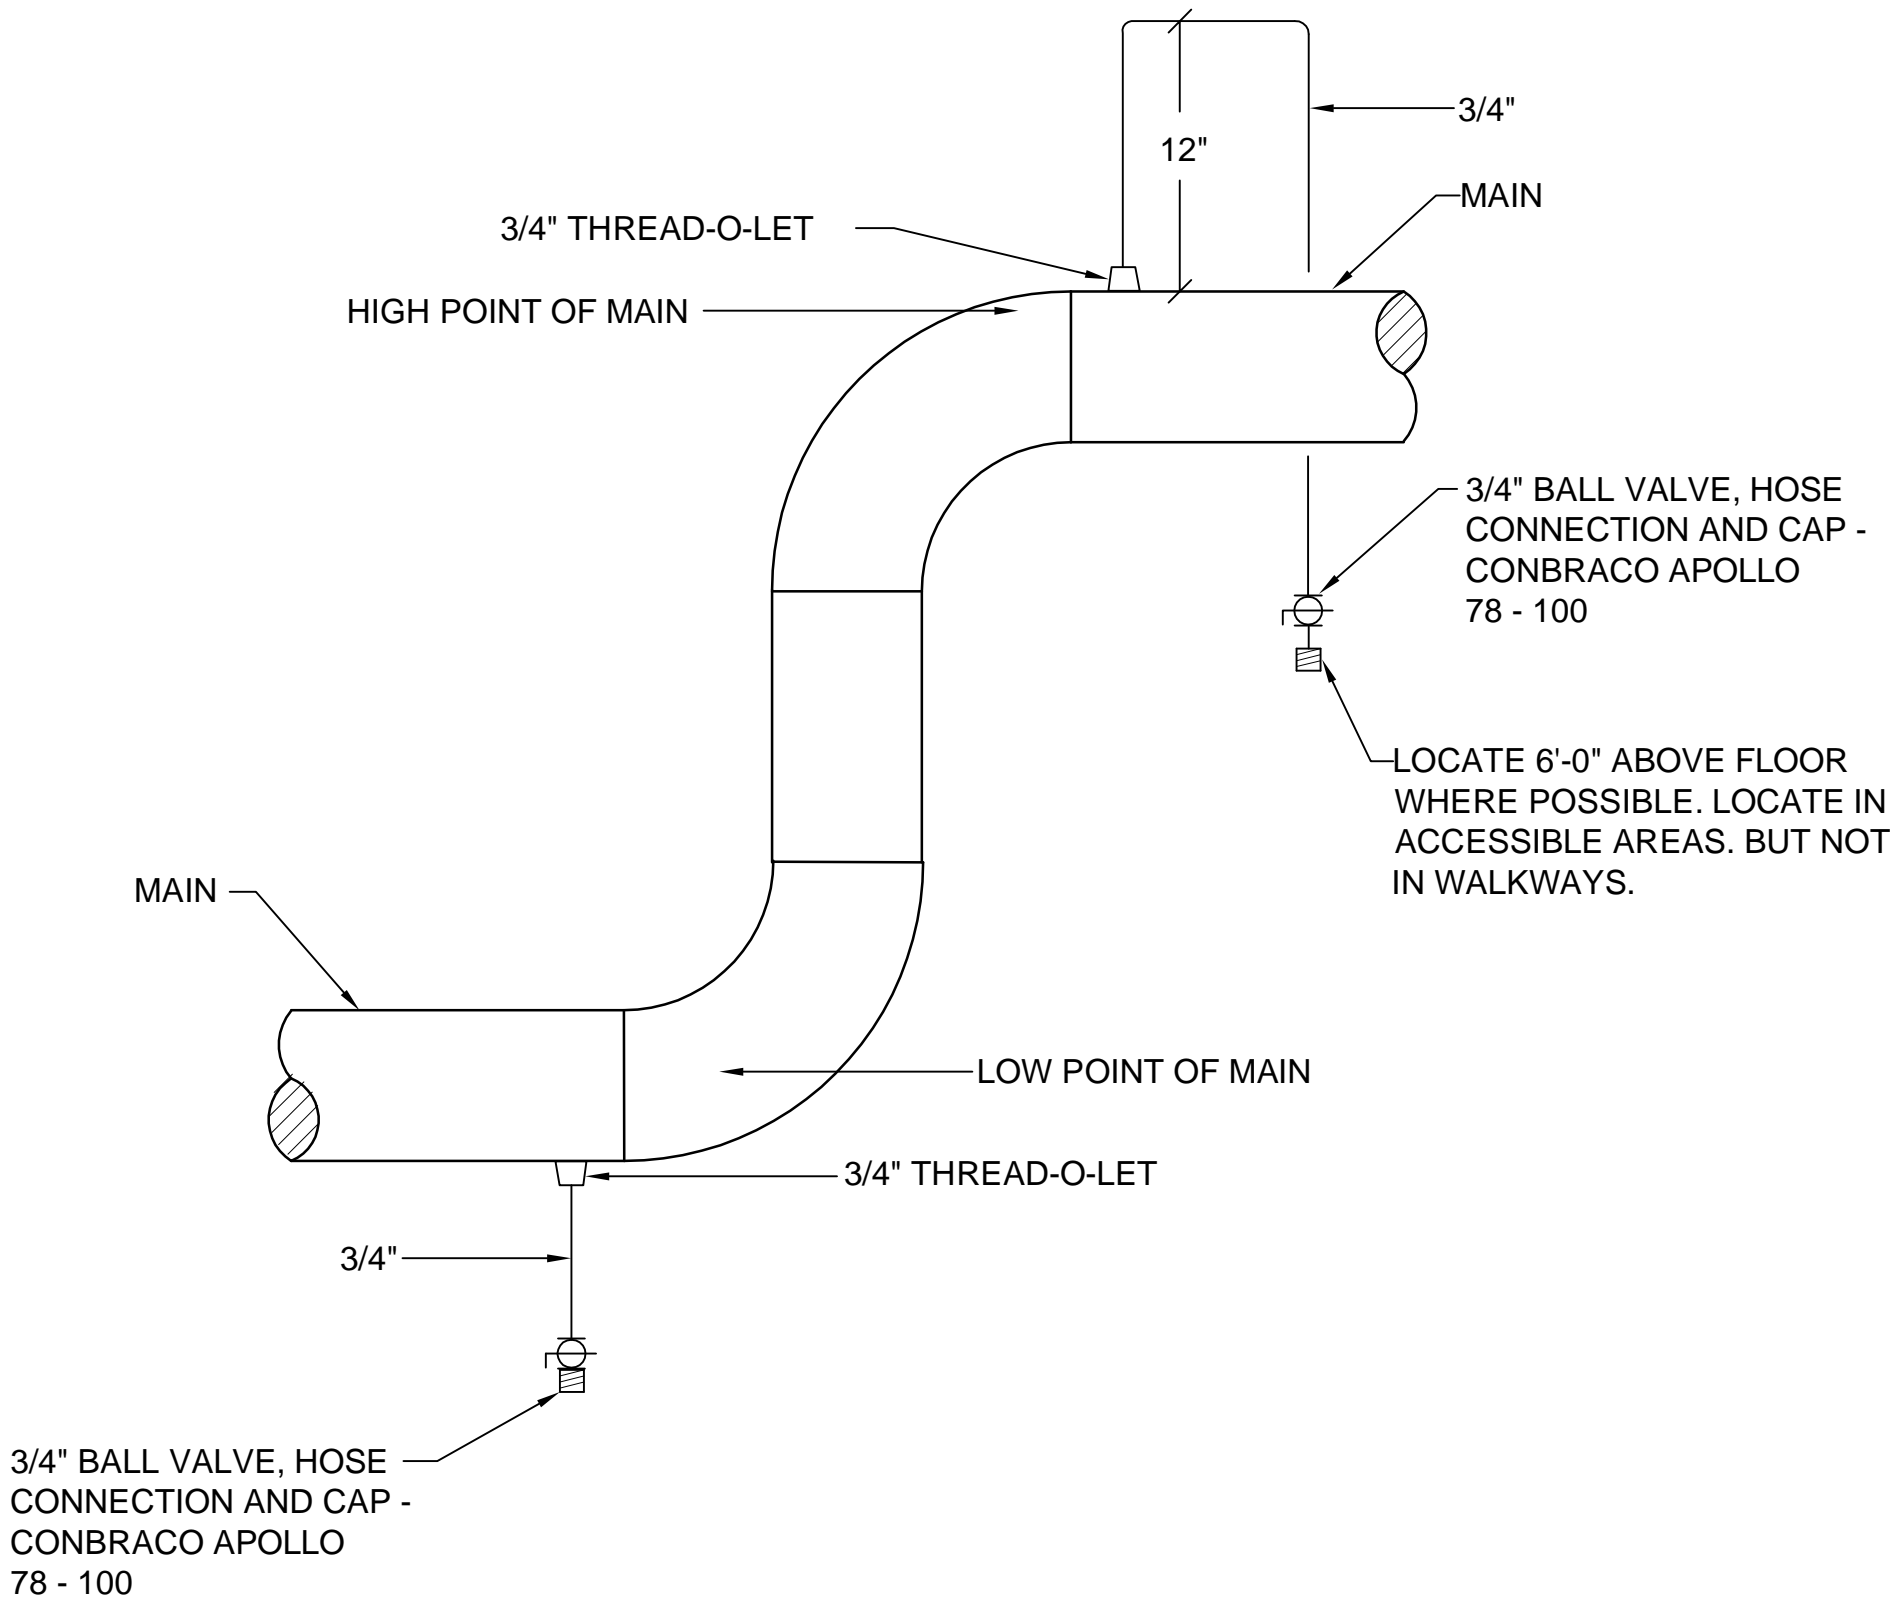 3/4"
12"
MAIN
3/4" THREAD-O-LET
HIGH POINT OF MAIN
3/4" BALL VALVE, HOSE
CONNECTION AND CAP -
CONBRACO APOLLO
78 - 100
LOCATE 6'-0" ABOVE FLOOR
WHERE POSSIBLE. LOCATE IN
ACCESSIBLE AREAS. BUT NOT
IN WALKWAYS.
MAIN
LOW POINT OF MAIN
3/4" THREAD-O-LET
3/4"
3/4" BALL VALVE, HOSE
CONNECTION AND CAP -
CONBRACO APOLLO
78 - 100